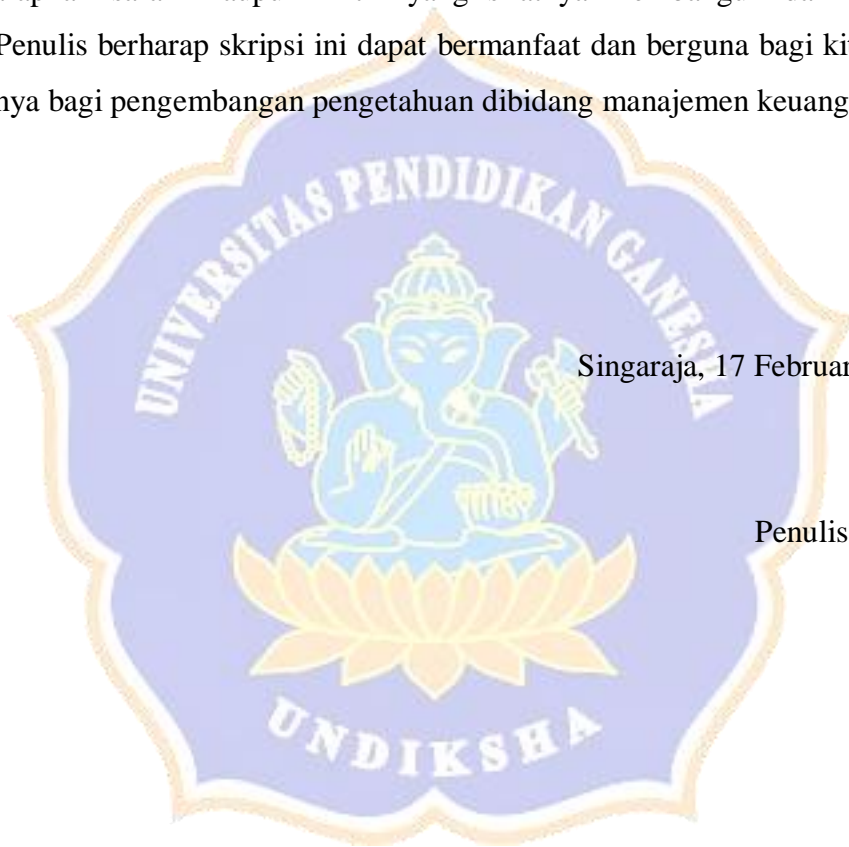 yang
Penulis berharap skripsi ini dapat bermanfaat dan berguna bagi
nya bagi pengembangan pengetahuan dibidang manajemen keuang
UNIVERSITAS PENDIDIKAN GANESHA
Singaraja, 17 Februar
Penulis
UNDIKSHA